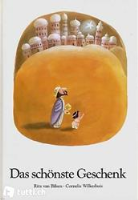 Das schönste Geschenk
Rita van Bilsen · Cornelis Wilkeshuis